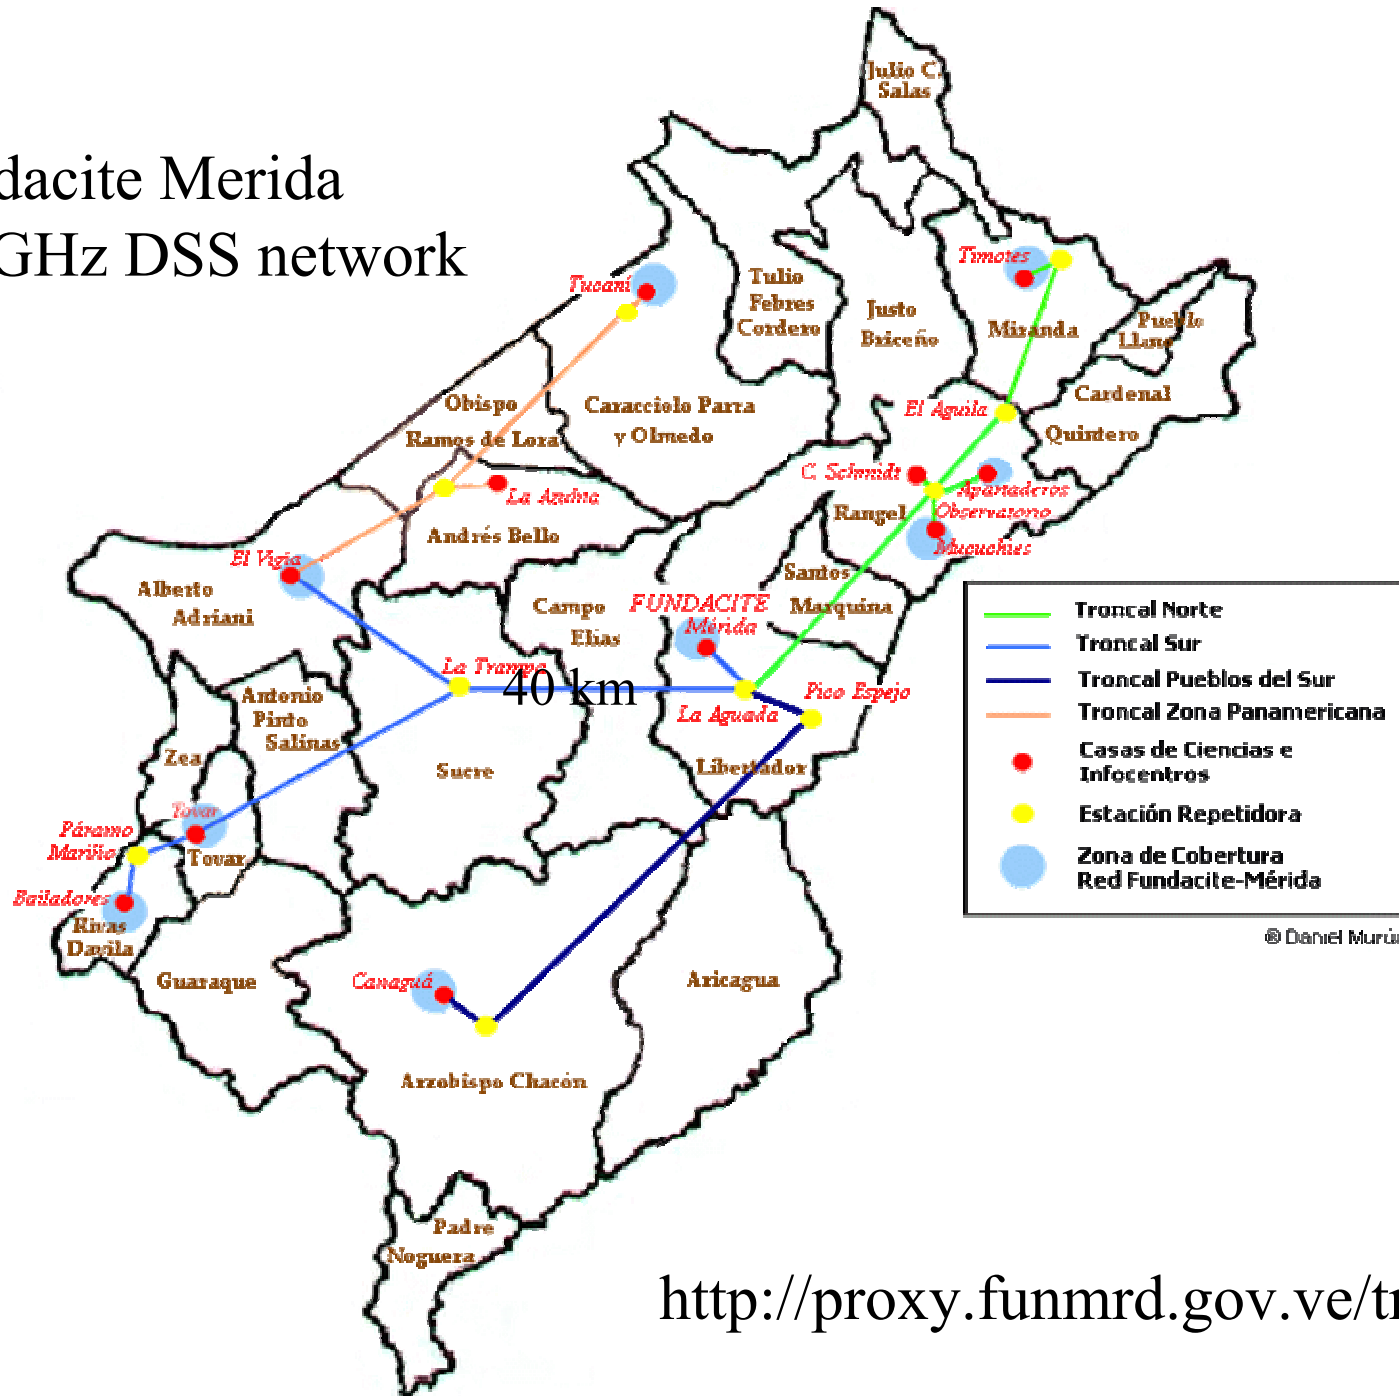 dacite Merida
GHz DSS network
Julio C.
Salas
Timotes
Tucaní
Tulio
Febres
Cordero
Justo
Briceño
Miranda
Pueblo
Llano
Cardenal
Quintero
Obispo
Ramos de Lora
Caracciolo Parra
y Olmedo
El Aguila
C. Schmidt
Apartaderos
Observatorio
Rangel
Mucuchies
La Azulita
Andrés Bello
El Vigía
Alberto
Adriani
Santos
Marquina
Campo
Elias
FUNDACITE
Mérida
La Trampa
40 km
Pico Espejo
La Aguada
Antonio
Pinto
Salinas
Zea
Sucre
Libertador
Tovar
Páramo
Mariño
Tovar
Bailadores
Rivas
Davila
Guaraque
Canaguá
Aricagua
Arzobispo Chacón
Padre
Noguera
Troncal Norte
Troncal Sur
Troncal Pueblos del Sur
Troncal Zona Panamericana
Casas de Ciencias e
Infocentros
Estación Repetidora
Zona de Cobertura
Red Fundacite-Mérida
® Daniel
http://proxy.funmrd.gov.ve/tr